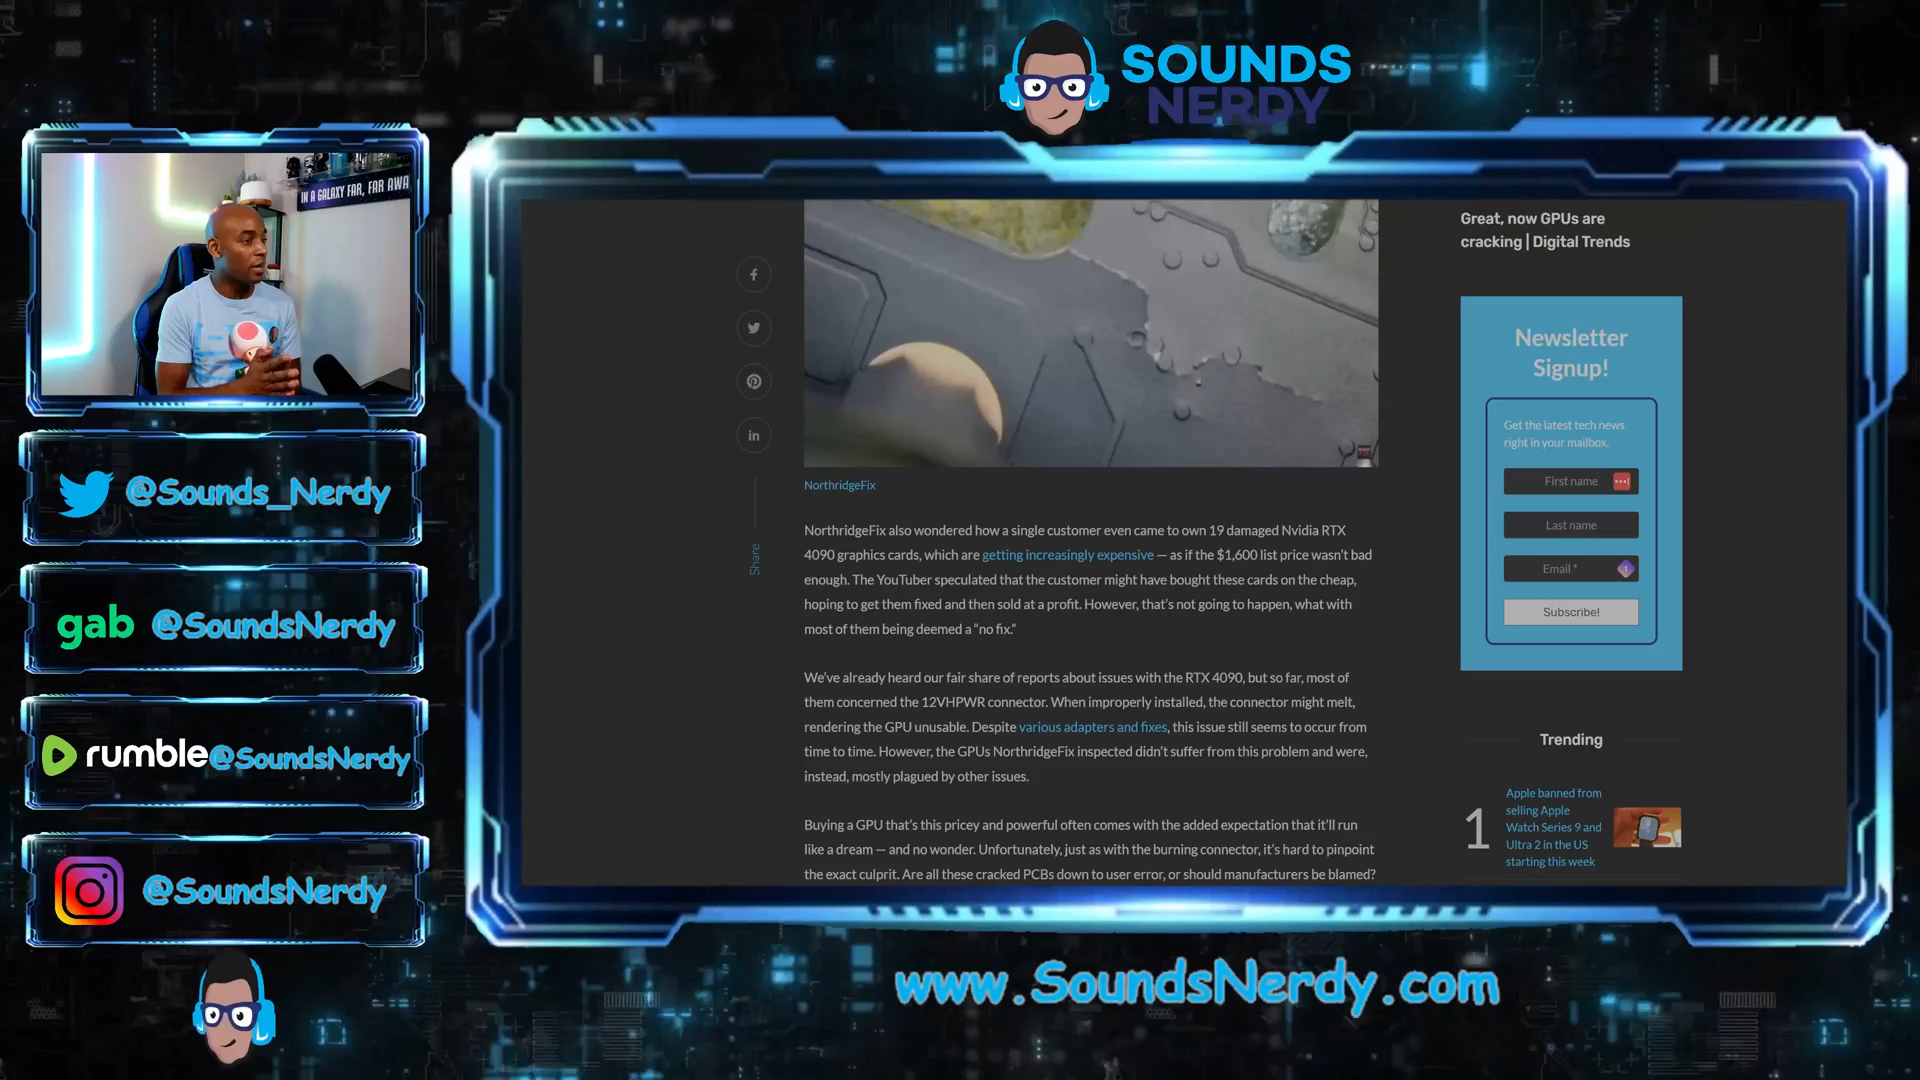 SOUNDS
NERDY
IN A GALAXY FAR, FAR AWA
@Sounds_Nerdy
gab @SoundsNerdy
rumble @SoundsNerdy
@SoundsNerdy
Share
NorthridgeFix
NorthridgeFix also wondered how a single customer even came to own 19 damaged Nvidia RTX
4090 graphics cards, which are getting increasingly expensive — as if the $1,600 list price wasn't bad
enough. The YouTuber speculated that the customer might have bought these cards on the cheap,
hoping to get them fixed and then sold at a profit. However, that's not going to happen, what with
most of them being deemed a “no fix.”
We've already heard our fair share of reports about issues with the RTX 4090, but so far, most of
them concerned the 12VHPWR connector. When improperly installed, the connector might melt,
rendering the GPU unusable. Despite various adapters and fixes, this issue still seems to occur from
time to time. However, the GPUs NorthridgeFix inspected didn't suffer from this problem and were,
instead, mostly plagued by other issues.
Buying a GPU that's this pricey and powerful often comes with the added expectation that it'll run
like a dream — and no wonder. Unfortunately, just as with the burning connector, it's hard to pinpoint
the exact culprit. Are all these cracked PCBs down to user error, or should manufacturers be blamed?
Great, now GPUs are
cracking | Digital Trends
Newsletter
Signup!
Get the latest tech news
right in your mailbox.
First name
Last name
Email *
1
Subscribe!
Trending
1
Apple banned from
selling Apple
Watch Series 9 and
Ultra 2 in the US
starting this week
www.SoundsNerdy.com